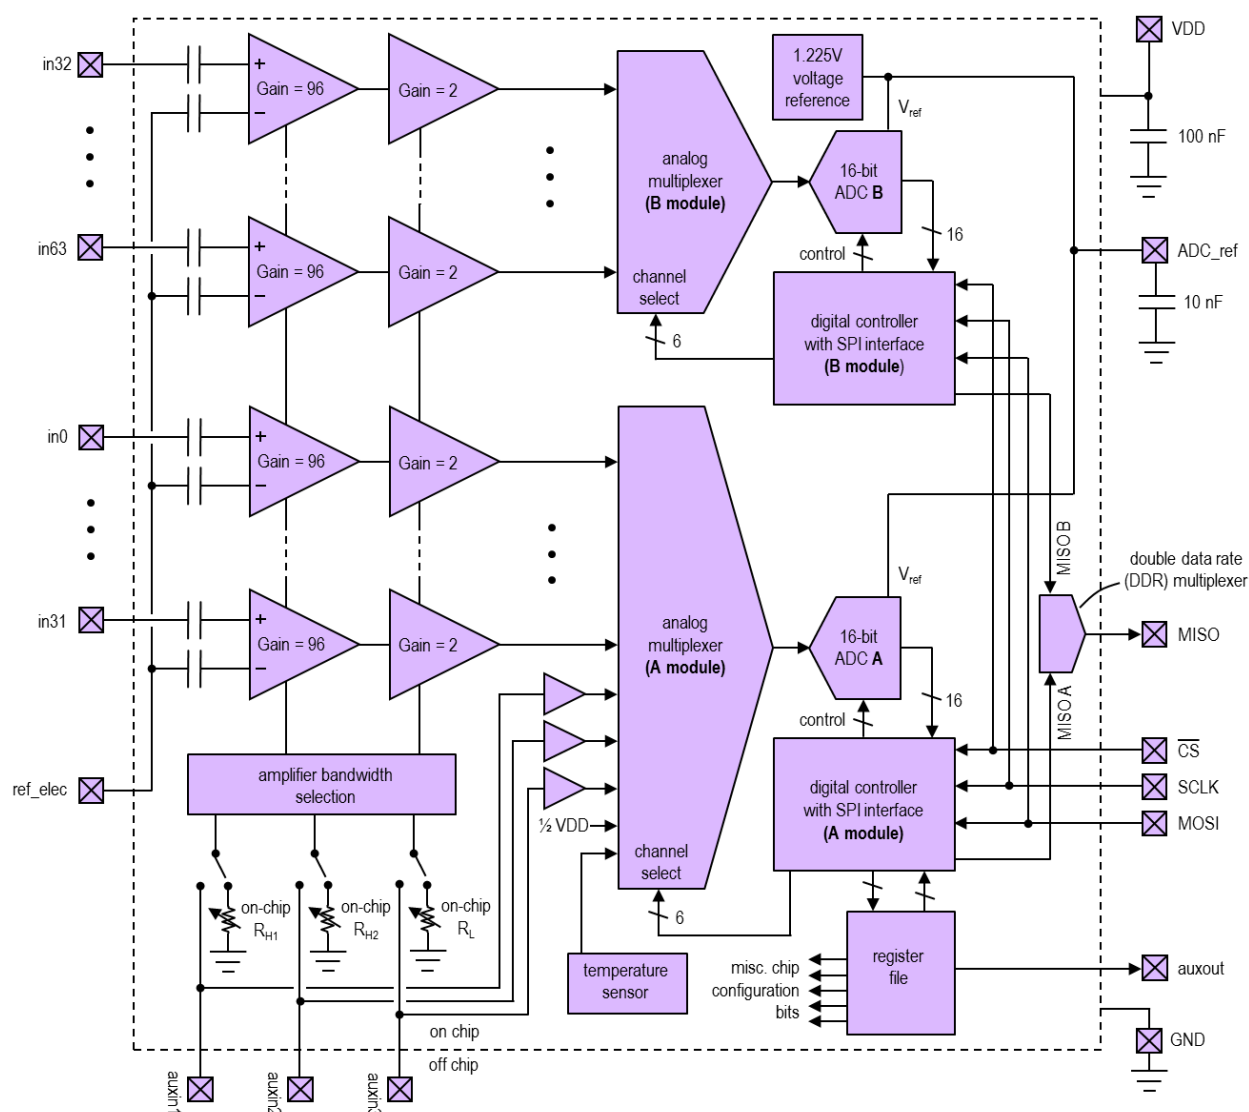 VDD
in32
+
Gain = 96
−
Gain = 2
1.225V
voltage
reference
Vref
100 nF
analog
multiplexer
(B module)
16-bit
ADC B
in63
+
Gain = 96
−
Gain = 2
control
16
ADC_ref
channel
select
10 nF
6
digital controller
with SPI interface
(B module)
in0
+
Gain = 96
−
Gain = 2
MISO B
double data rate
(DDR) multiplexer
Vref
in31
+
Gain = 96
−
Gain = 2
analog
multiplexer
(A module)
16-bit
ADC A
MISO
MISO A
control
16
CS
ref_elec
amplifier bandwidth
selection
digital controller
with SPI interface
(A module)
SCLK
½ VDD
MOSI
channel
select
6
on-chip
RH1
on-chip
RH2
on-chip
RL
temperature
sensor
misc. chip
configuration
bits
register
file
auxout
on chip
off chip
GND
auxin1
auxin2
auxin3